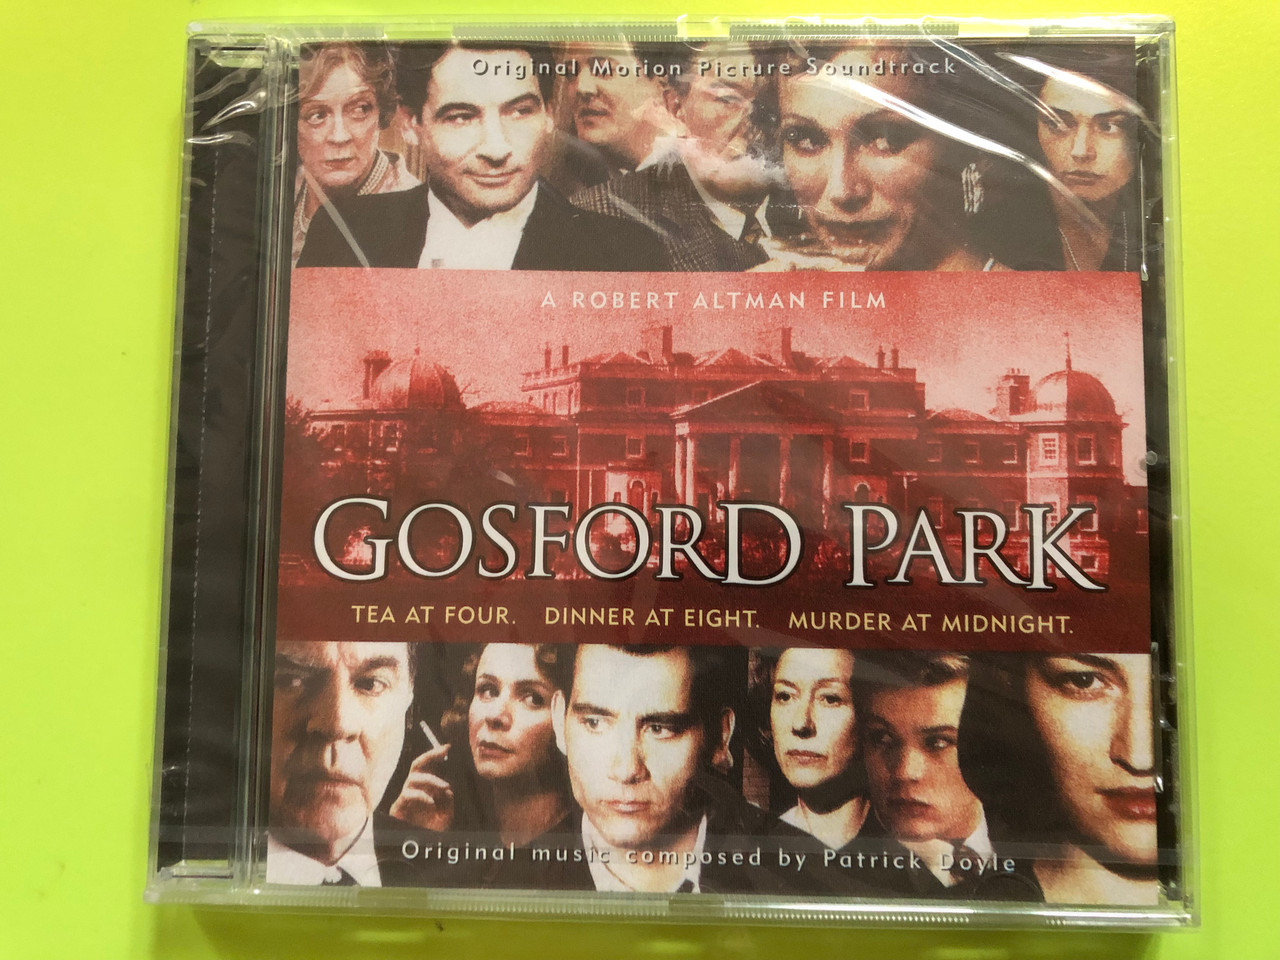 Original Motion Picture Soundtrack
A ROBERT ALTMAN FILM
GOSFORD PARK
TEA AT FOUR. DINNER AT EIGHT. MURDER AT MIDNIGHT.
Original music composed by Patrick Doyle